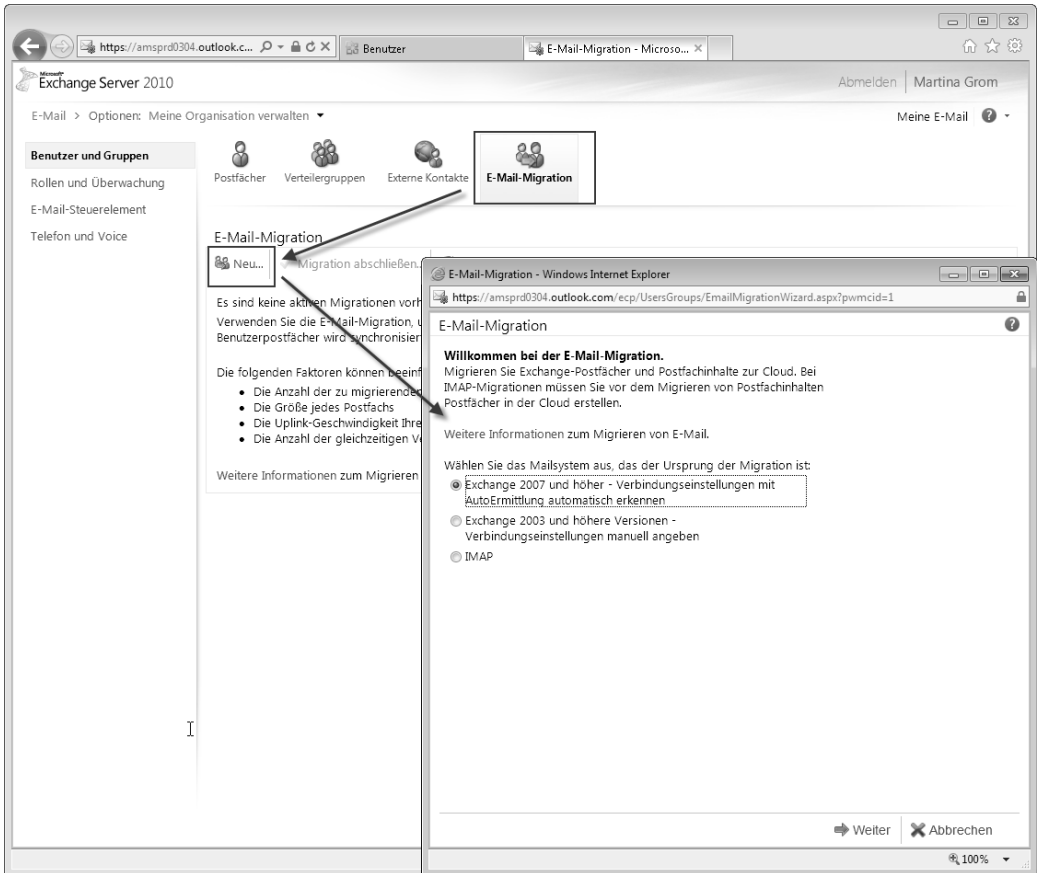 https://amsprd0304.outlook.c...
Benutzer
E-Mail-Migration - Microso...
Microsoft
Exchange Server 2010
Abmelden
Martina Grom
E-Mail > Optionen: Meine Organisation verwalten
Meine E-Mail
Benutzer und Gruppen
Rollen und Überwachung
E-Mail-Steuerelement
Telefon und Voice
Postfächer
Verteilergruppen
Externe Kontakte
E-Mail-Migration
E-Mail-Migration
Neu...
Migration abschließen...
Es sind keine aktiven Migrationen vorh
Verwenden Sie die E-Mail-Migration, u
Benutzerpostfächer wird synchronisier
Die folgenden Faktoren können beeinf
• Die Anzahl der zu migrierenden
• Die Größe jedes Postfachs
• Die Uplink-Geschwindigkeit Ihre
• Die Anzahl der gleichzeitigen Ve
Weitere Informationen zum Migrieren
E-Mail-Migration - Windows Internet Explorer
https://amsprd0304.outlook.com/ecp/UsersGroups/EmailMigrationWizard.aspx?pwmcid=1
E-Mail-Migration
Willkommen bei der E-Mail-Migration.
Migrieren Sie Exchange-Postfächer und Postfachinhalte zur Cloud. Bei
IMAP-Migrationen müssen Sie vor dem Migrieren von Postfachinhalten
Postfächer in der Cloud erstellen.
Weitere Informationen zum Migrieren von E-Mail.
Wählen Sie das Mailsystem aus, das der Ursprung der Migration ist:
Exchange 2007 und höher - Verbindungseinstellungen mit
AutoErmittlung automatisch erkennen
Exchange 2003 und höhere Versionen -
Verbindungseinstellungen manuell angeben
IMAP
Weiter
Abbrechen
100%